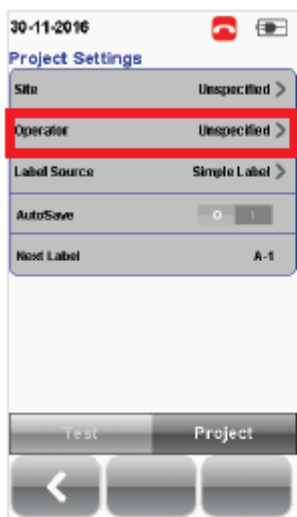 30-11-2016
Project Settings
Site Unspecified >
Operator Unspecified >
Label Source Simple Label >
AutoSave O I
Next Label A-1
Test Project